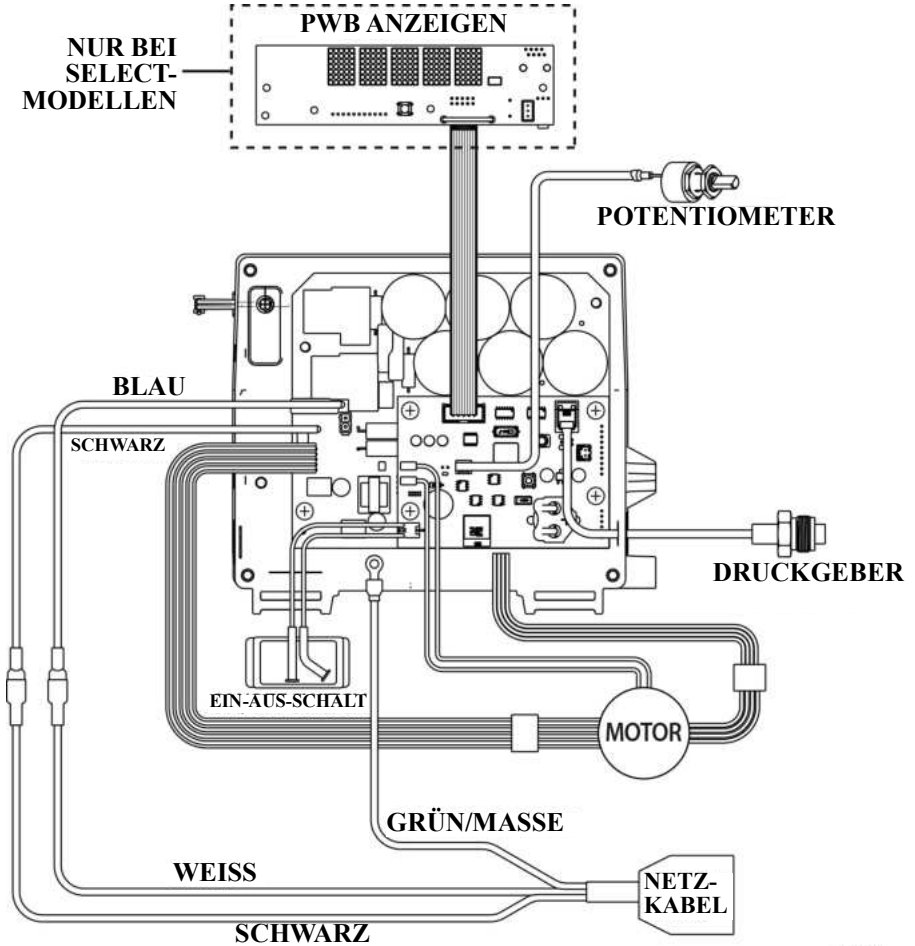 PWB ANZEIGEN
NUR BEI
SELECT-
MODELLEN
POTENTIOMETER
BLAU
SCHWARZ
DRUCKGEBER
EIN-AUS-SCHALT
MOTOR
GRÜN/MASSE
WEISS
NETZ-
KABEL
SCHWARZ